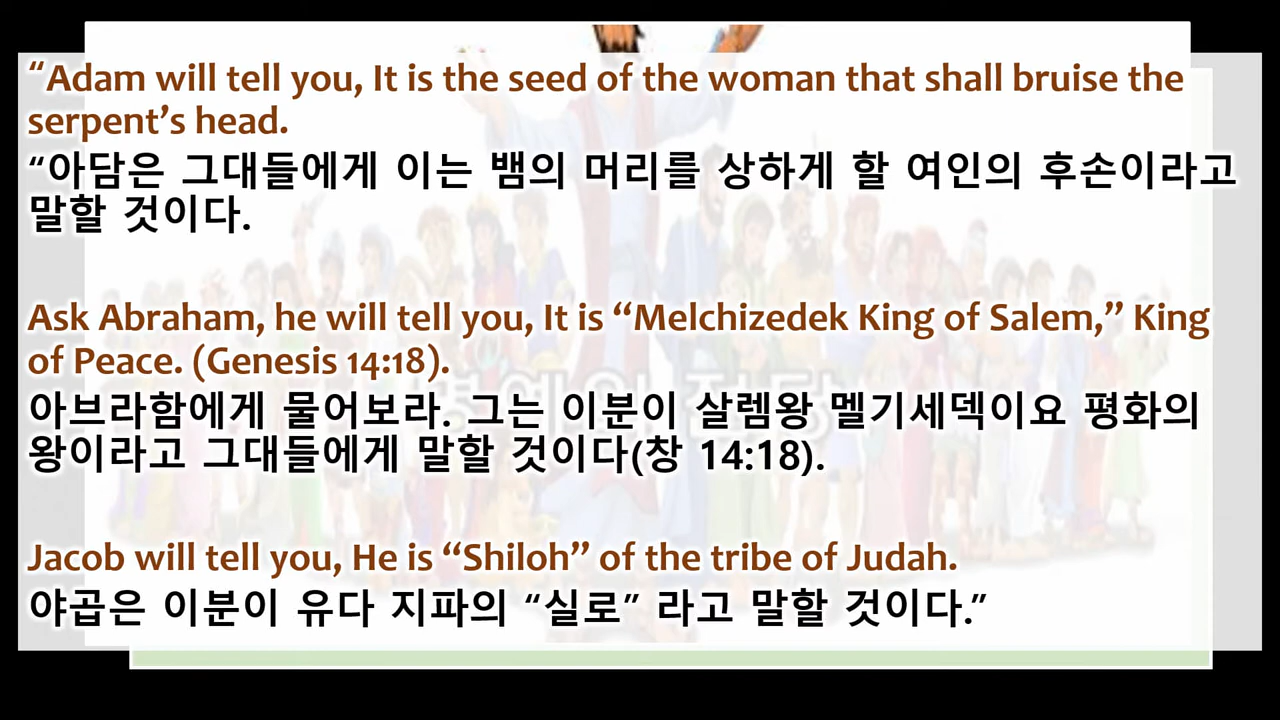 “Adam will tell you, It is the seed of the woman that shall bruise the
serpent’s head.
“아담은 그대들에게 이는 뱀의 머리를 상하게 할 여인의 후손이라고
말할 것이다.
Ask Abraham, he will tell you, It is “Melchizedek King of Salem,” King
of Peace. (Genesis 14:18).
아브라함에게 물어보라. 그는 이분이 살렘왕 멜기세덱이요 평화의
왕이라고 그대들에게 말할 것이다(창 14:18).
Jacob will tell you, He is “Shiloh” of the tribe of Judah.
야곱은 이분이 유다 지파의 “실로” 라고 말할 것이다.”